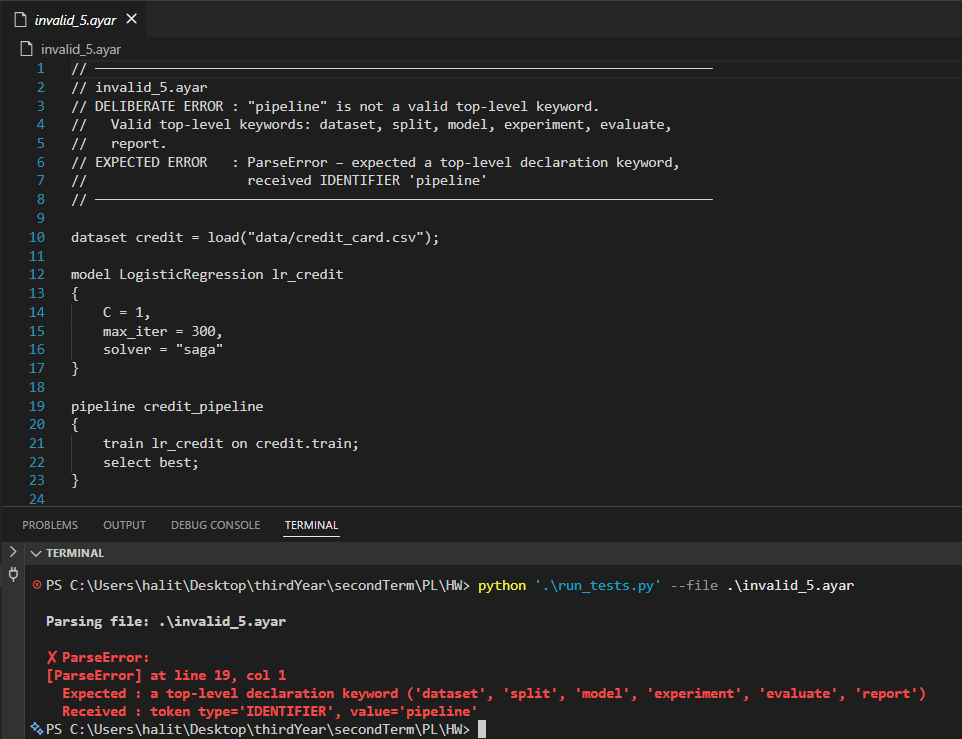 invalid_5.ayar
invalid_5.ayar
1 // ─────────────────────────────────────────────
2 // invalid_5.ayar
3 // DELIBERATE ERROR : "pipeline" is not a valid top-level keyword.
4 //   Valid top-level keywords: dataset, split, model, experiment, evaluate,
5 //   report.
6 // EXPECTED ERROR   : ParseError – expected a top-level declaration keyword,
7 //                    received IDENTIFIER 'pipeline'
8 // ─────────────────────────────────────────────
9
10 dataset credit = load("data/credit_card.csv");
11
12 model LogisticRegression lr_credit
13 {
14     C = 1,
15     max_iter = 300,
16     solver = "saga"
17 }
18
19 pipeline credit_pipeline
20 {
21     train lr_credit on credit.train;
22     select best;
23 }
24
PROBLEMS OUTPUT DEBUG CONSOLE TERMINAL
TERMINAL
PS C:\Users\halit\Desktop\thirdYear\secondTerm\PL\HW> python '.\run_tests.py' --file .\invalid_5.ayar
Parsing file: .\invalid_5.ayar
✗ ParseError:
[ParseError] at line 19, col 1
  Expected : a top-level declaration keyword ('dataset', 'split', 'model', 'experiment', 'evaluate', 'report')
  Received : token type='IDENTIFIER', value='pipeline'
PS C:\Users\halit\Desktop\thirdYear\secondTerm\PL\HW>